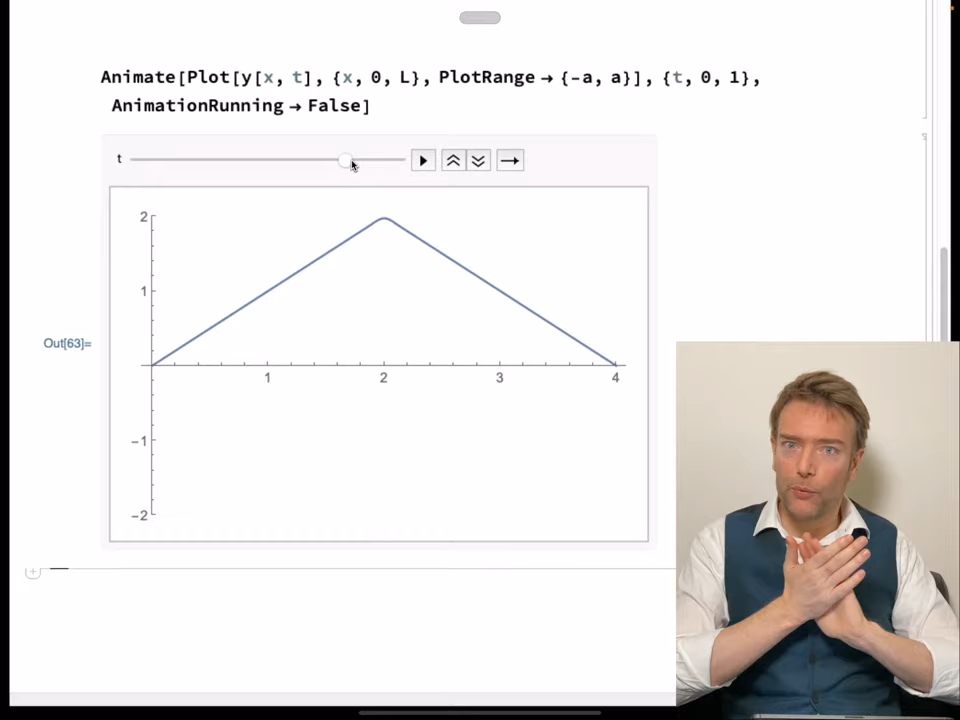 Animate[Plot[y[x, t], {x, 0, L}, PlotRange → {-a, a}], {t, 0, 1},
AnimationRunning → False]
t
2
1
Out[63]=
1 2 3 4
-1
-2